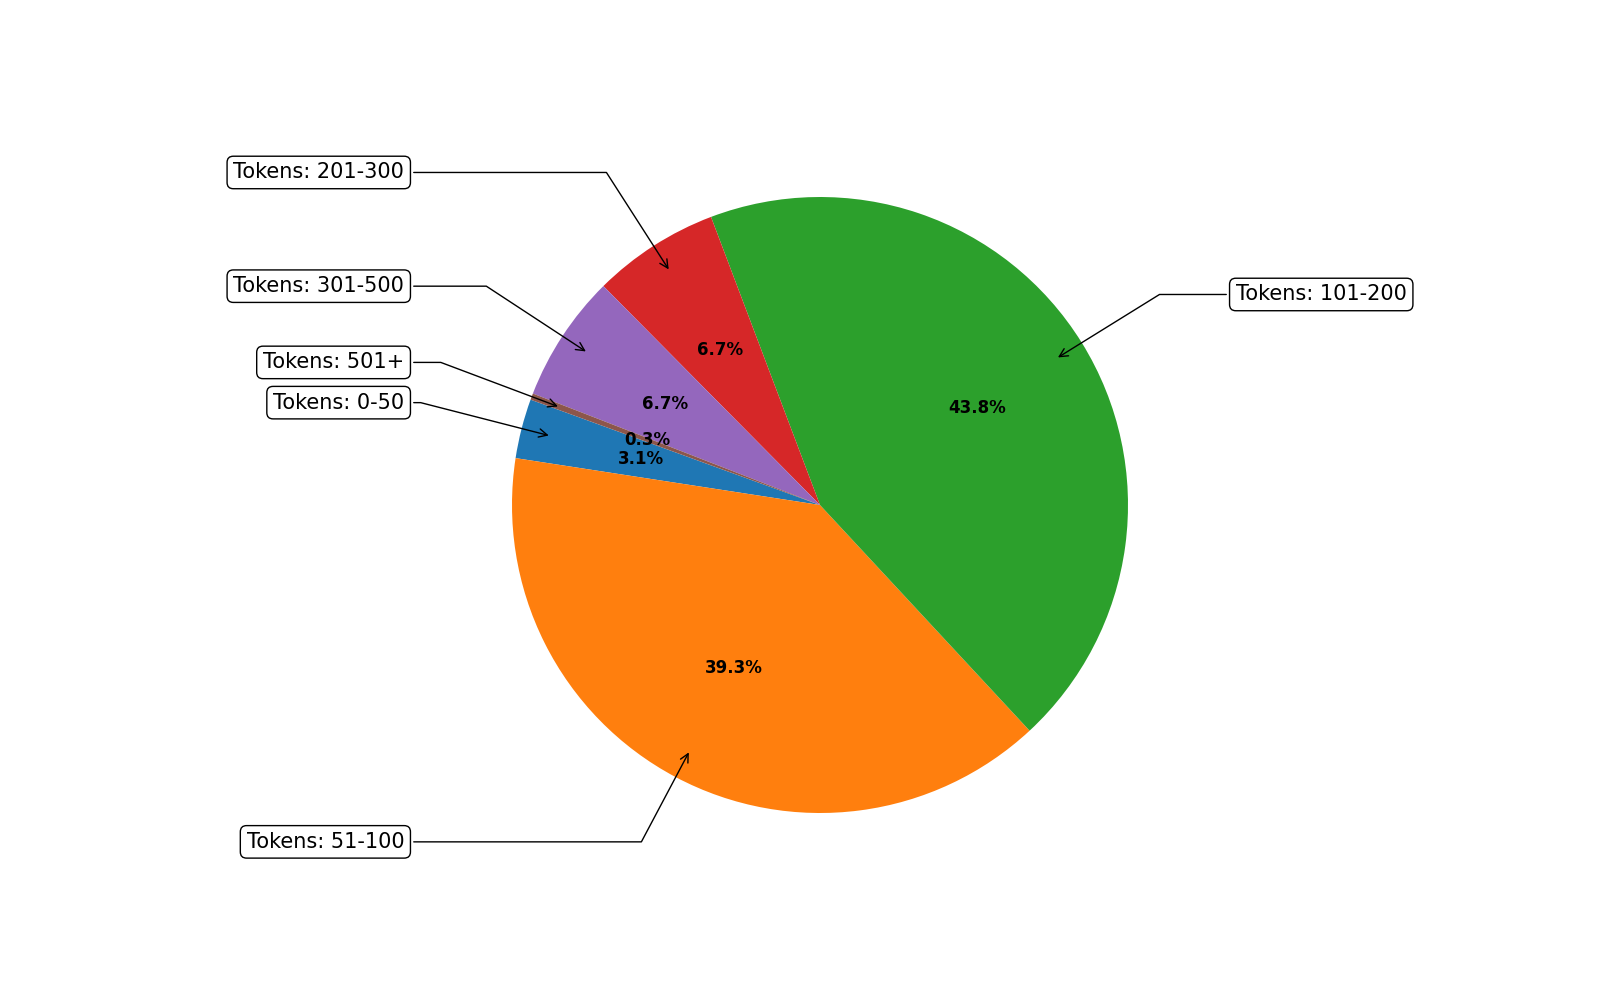 Tokens: 201-300
Tokens: 301-500
Tokens: 101-200
6.7%
Tokens: 501+
Tokens: 0-50
6.7%
43.8%
0.3%
3.1%
39.3%
Tokens: 51-100